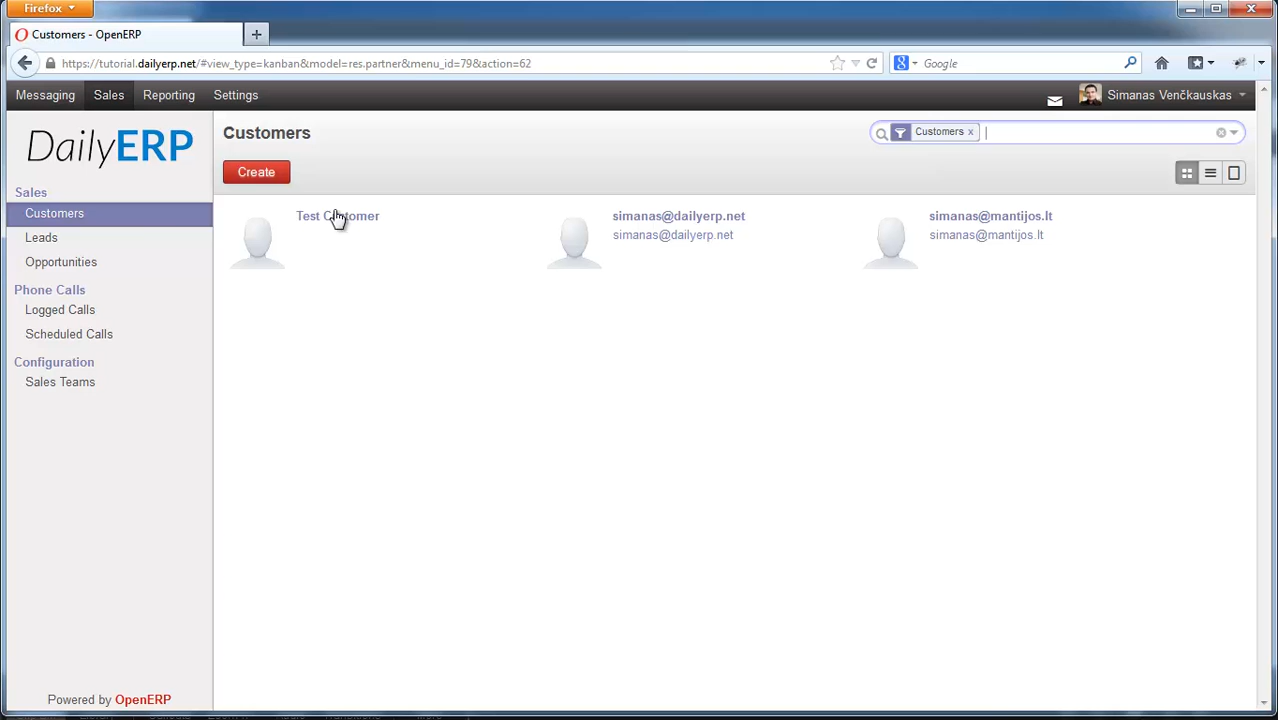 Firefox
Customers - OpenERP
https://tutorial.dailyerp.net/#view_type=kanban&model=res.partner&menu_id=79&action=62
Google
Messaging Sales Reporting Settings Simanas Venčkauskas
DailyERP
Customers
Customers x
Create
Sales
Customers
Leads
Opportunities
Phone Calls
Logged Calls
Scheduled Calls
Configuration
Sales Teams
Test Customer
simanas@dailyerp.net
simanas@dailyerp.net
simanas@mantijos.lt
simanas@mantijos.lt
Powered by OpenERP